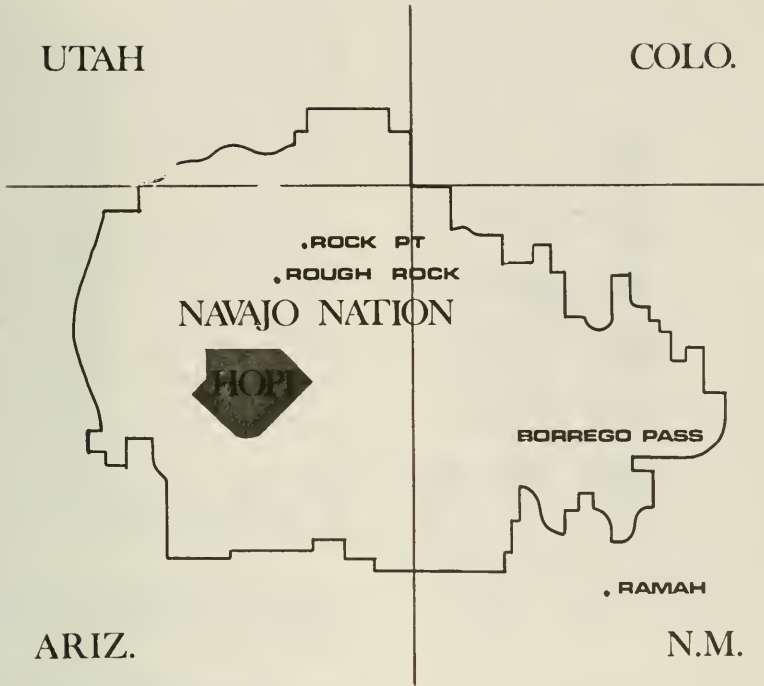 UTAH
COLO.
ROCK PT
ROUGH ROCK
NAVAJO NATION
HOPI
BORREGO PASS
RAMAH
ARIZ.
N.M.